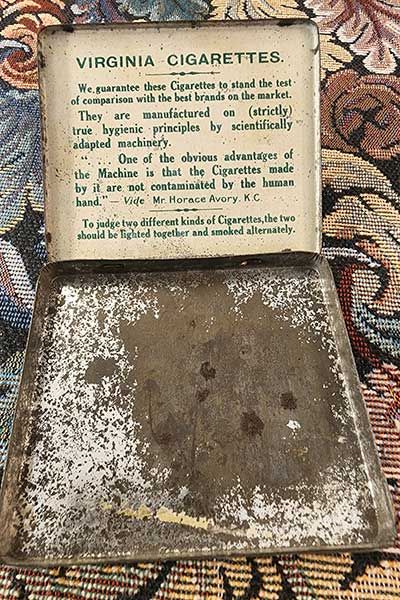 VIRGINIA CIGARETTES.
We guarantee these Cigarettes to stand the test
of comparison with the best brands on the market.
They are manufactured on (strictly)
true hygienic principles by scientifically
adapted machinery.
". . . . One of the obvious advantages of
the Machine is that the Cigarettes made
by it are not contaminated by the human
hand."— Vide Mr Horace Avory, K.C.
To judge two different kinds of Cigarettes, the two
should be lighted together and smoked alternately.